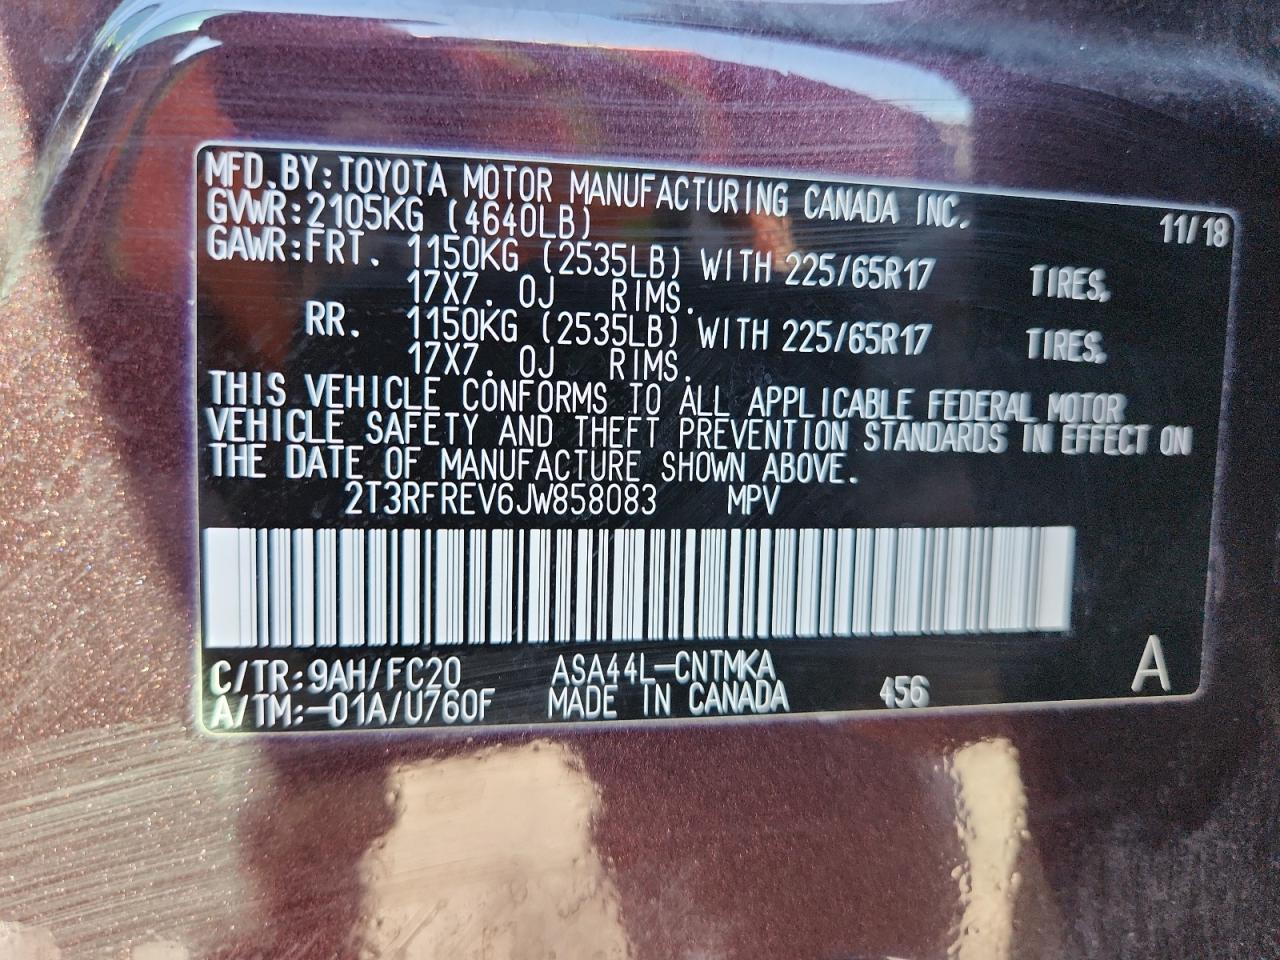 MFD.BY:TOYOTA MOTOR MANUFACTURING CANADA INC. 11/18
GVWR:2105KG (4640LB)
GAWR:FRT. 1150KG (2535LB) WITH 225/65R17 TIRES,
17X7. 0J RIMS.
RR. 1150KG (2535LB) WITH 225/65R17 TIRES,
17X7. 0J RIMS.
THIS VEHICLE CONFORMS TO ALL APPLICABLE FEDERAL MOTOR
VEHICLE SAFETY AND THEFT PREVENTION STANDARDS IN EFFECT ON
THE DATE OF MANUFACTURE SHOWN ABOVE.
2T3RFREV6JW858083 MPV
C/TR:9AH/FC20 ASA44L-CNTMKA
A/TM:-01A/U760F MADE IN CANADA 456 A